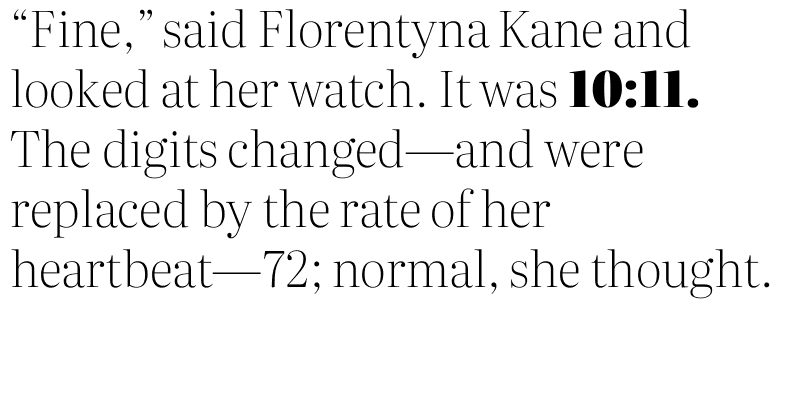 “Fine,” said Florentyna Kane and
looked at her watch. It was 10:11.
The digits changed—and were
replaced by the rate of her
heartbeat—72; normal, she thought.